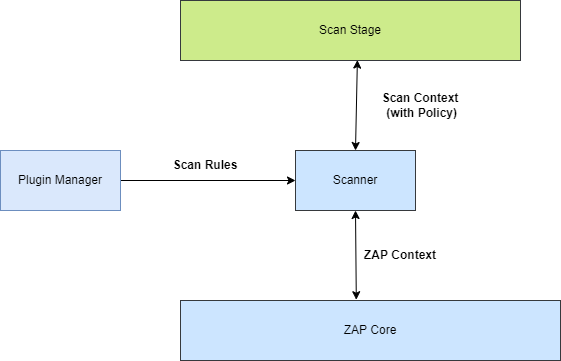 Scan Stage
Scan Context
(with Policy)
Scan Rules
Plugin Manager
Scanner
ZAP Context
ZAP Core